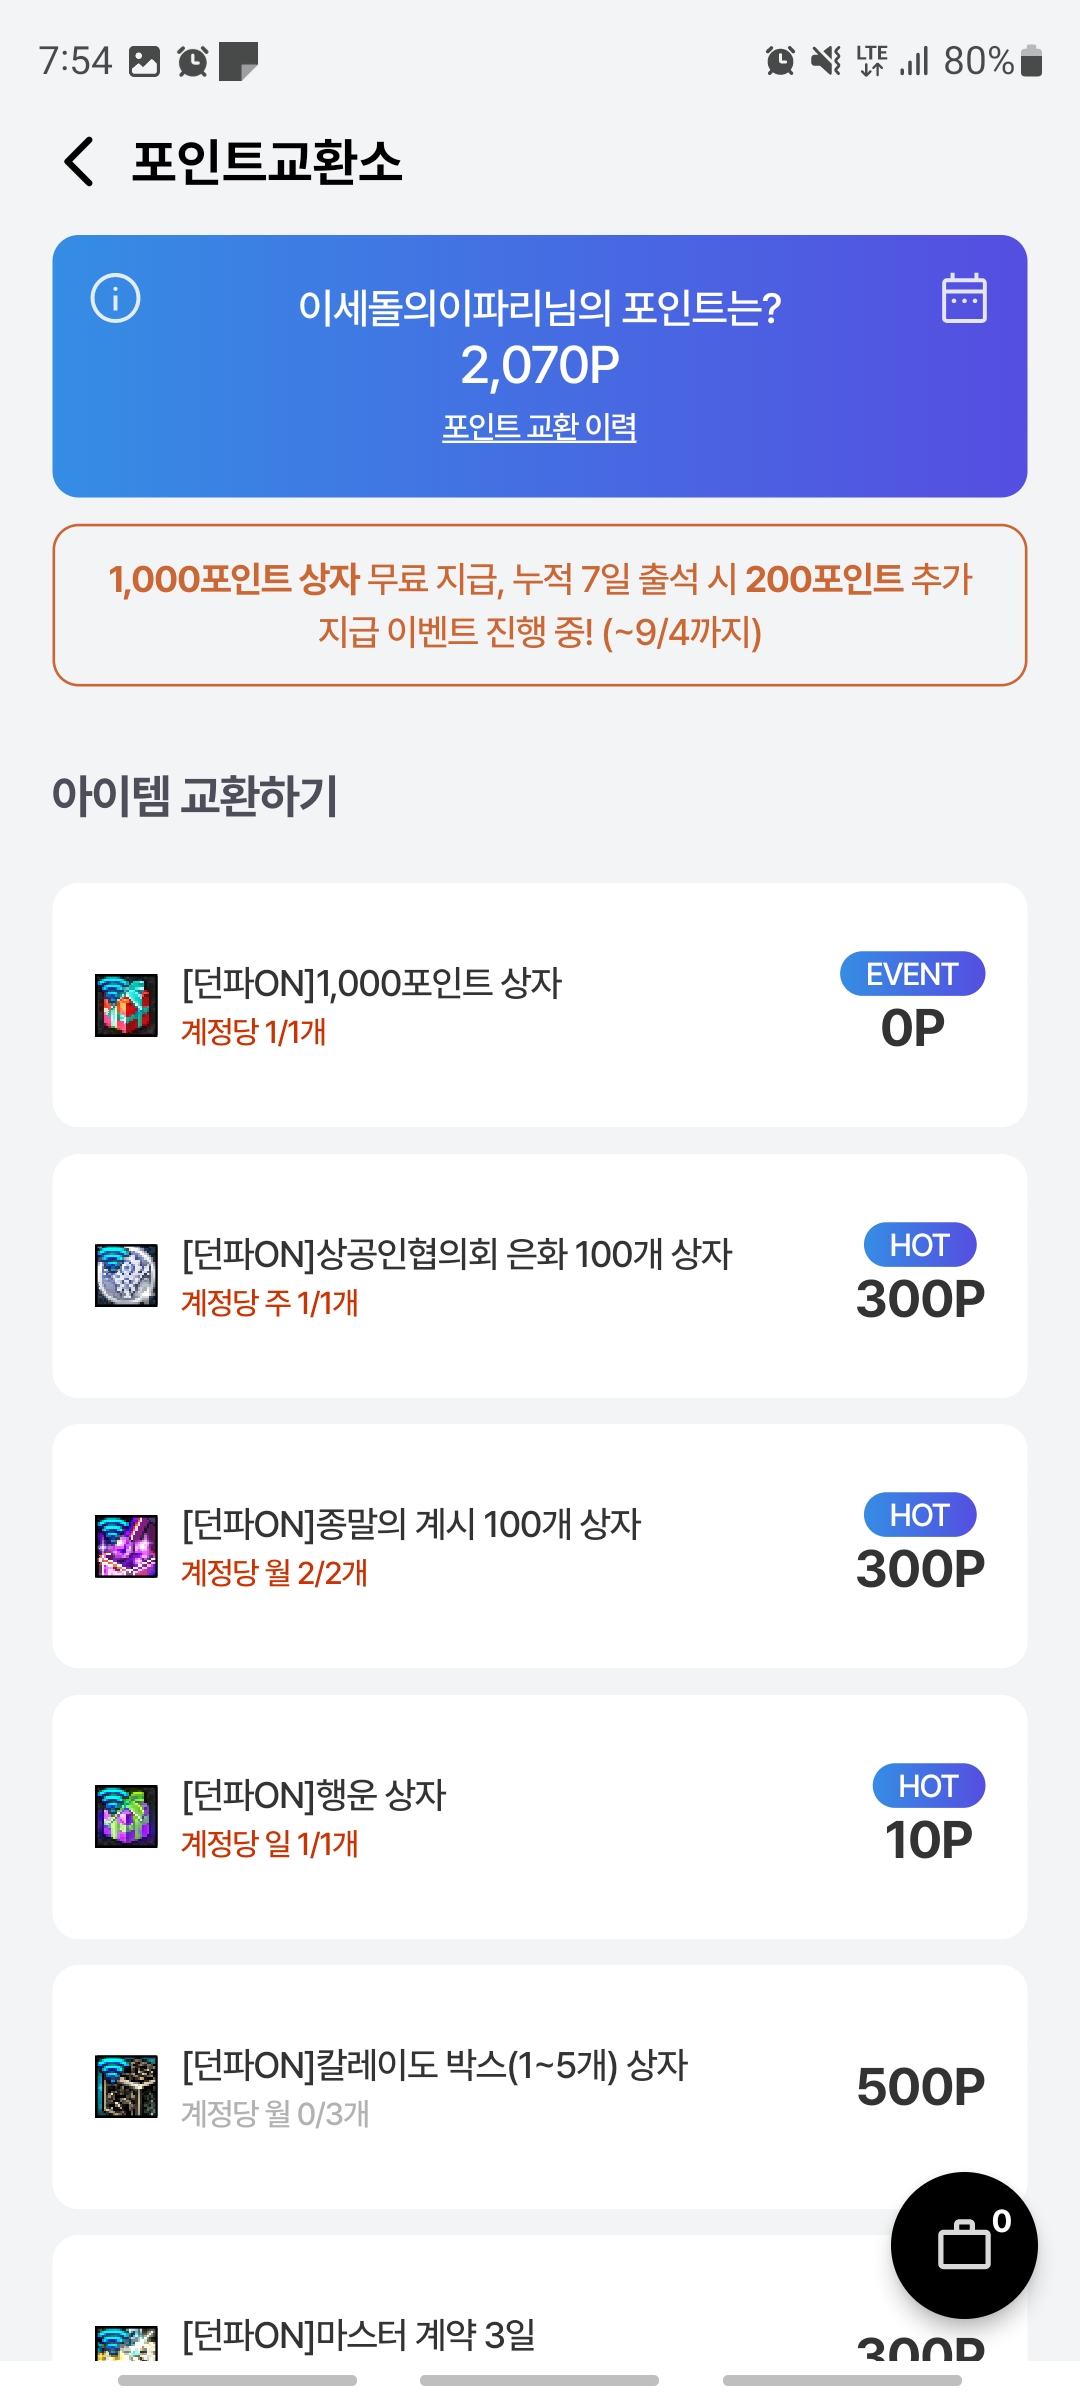 7:54
LTE
80%
포인트교환소
이세돌의이파리님의 포인트는?
2,070P
포인트 교환 이력
1,000포인트 상자 무료 지급, 누적 7일 출석 시 200포인트 추가
지급 이벤트 진행 중! (~9/4까지)
아이템 교환하기
[던파ON]1,000포인트 상자
계정당 1/1개
EVENT
0P
[던파ON]상공인협의회 은화 100개 상자
계정당 주 1/1개
HOT
300P
[던파ON]종말의 계시 100개 상자
계정당 월 2/2개
HOT
300P
[던파ON]행운 상자
계정당 일 1/1개
HOT
10P
[던파ON]칼레이도 박스(1~5개) 상자
계정당 월 0/3개
500P
0
[던파ON]마스터 계약 3일
300P